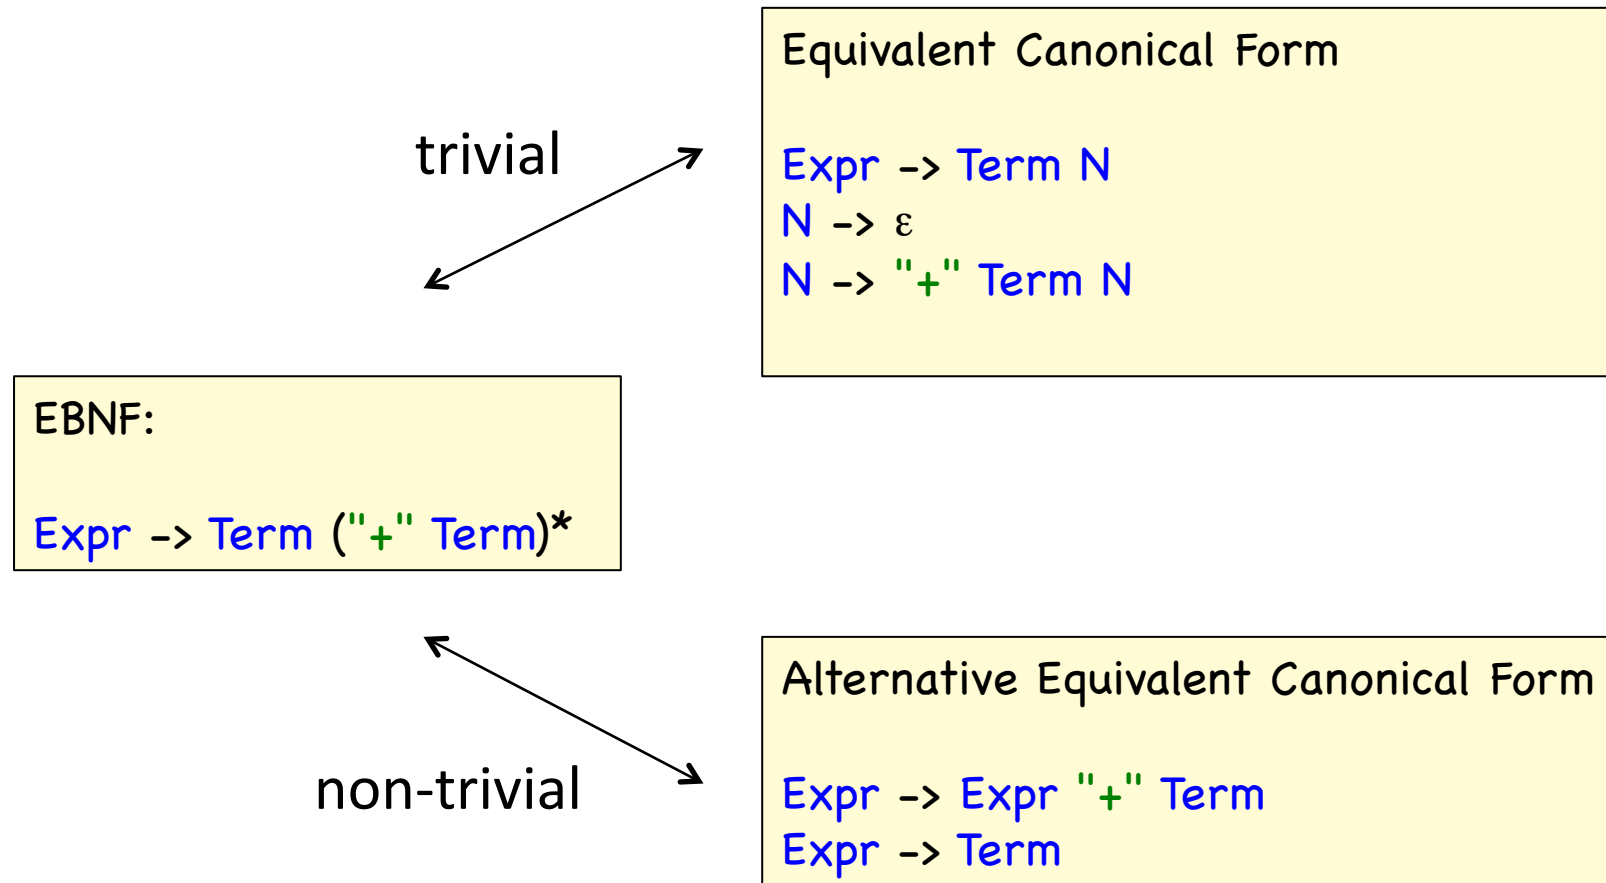 Equivalent Canonical Form
trivial
Expr -> Term N
N -> ε
N -> "+" Term N
EBNF:
Expr -> Term ("+" Term)*
Alternative Equivalent Canonical Form
non-trivial
Expr -> Expr "+" Term
Expr -> Term